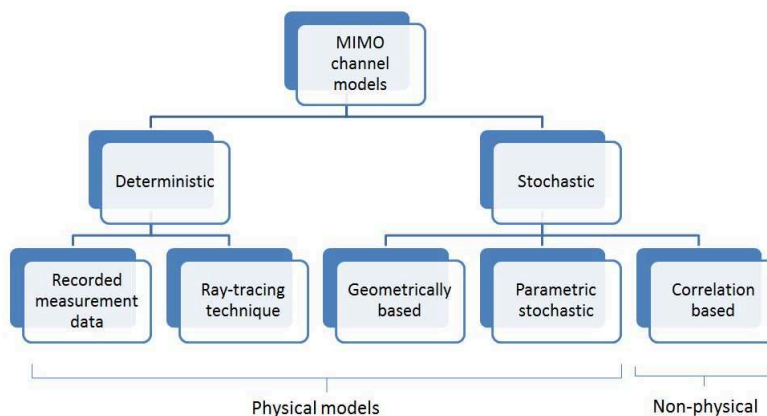 MIMO
channel
models
Deterministic
Stochastic
Recorded
measurement
data
Ray-tracing
technique
Geometrically
based
Parametric
stochastic
Correlation
based
Physical models
Non-physical